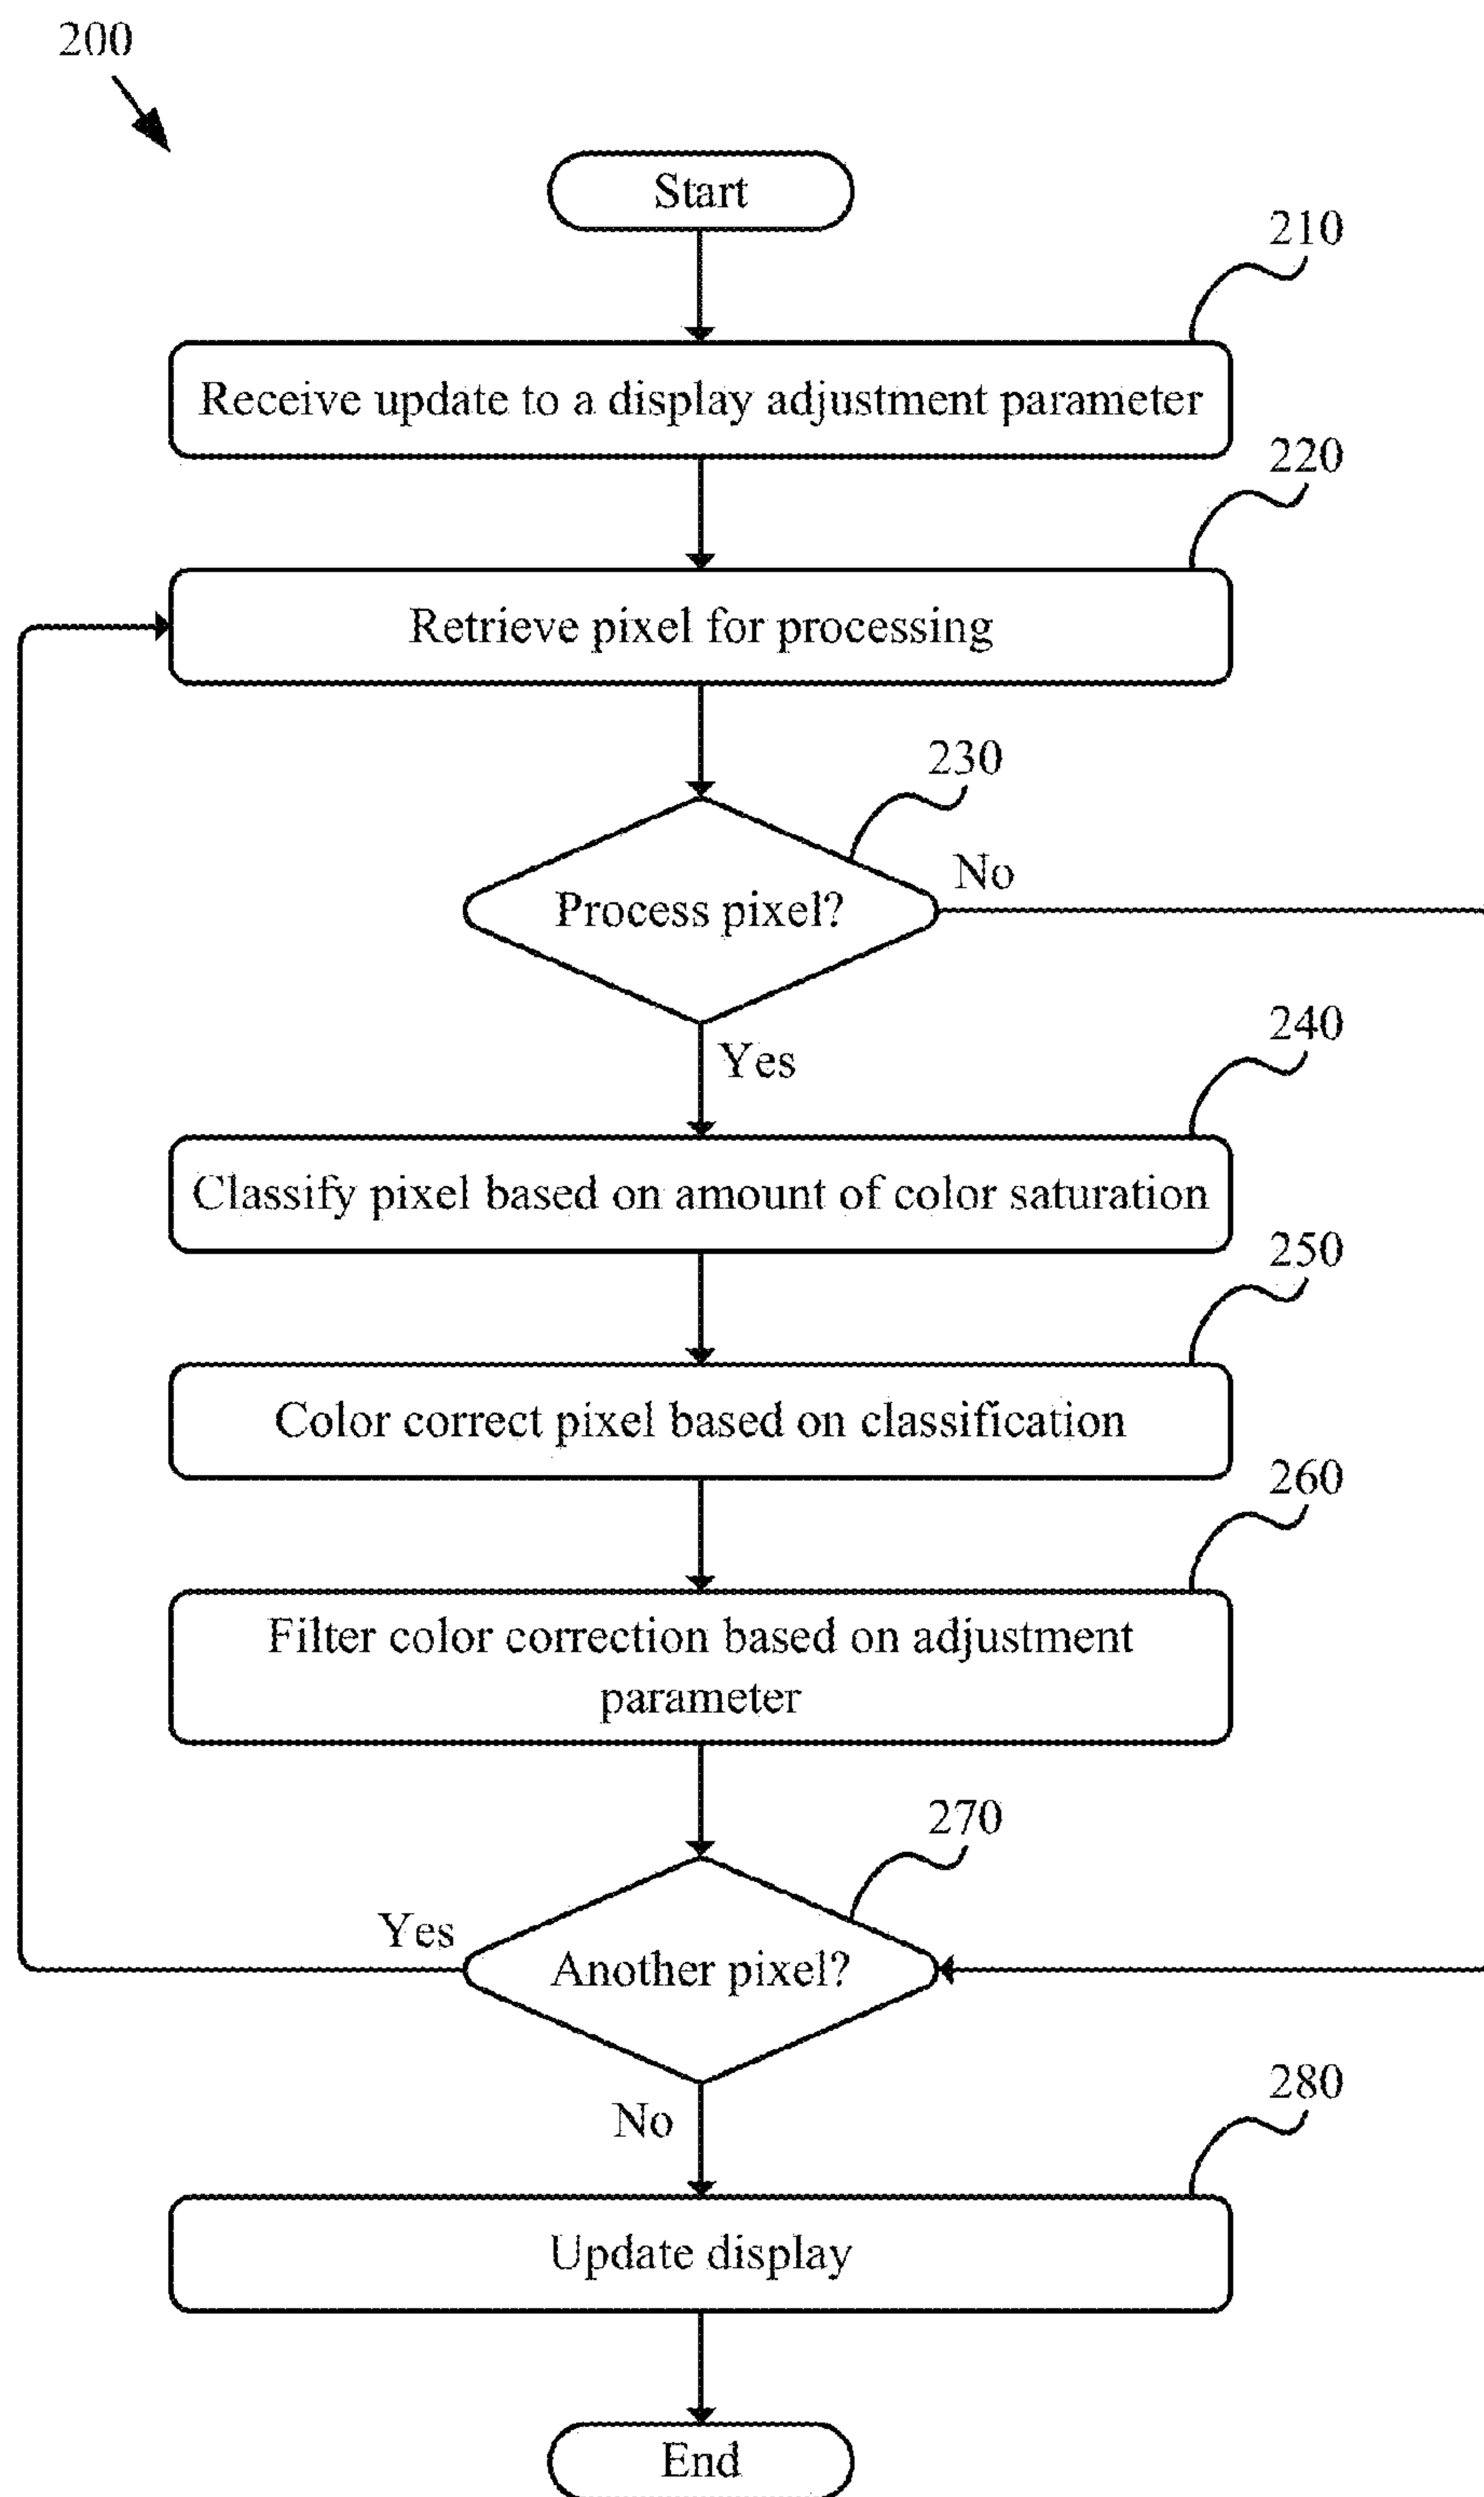 200
Start
210
Receive update to a display adjustment parameter
220
Retrieve pixel for processing
230
Process pixel?
No
Yes
240
Classify pixel based on amount of color saturation
250
Color correct pixel based on classification
260
Filter color correction based on adjustment
parameter
270
Yes
Another pixel?
No
280
Update display
End